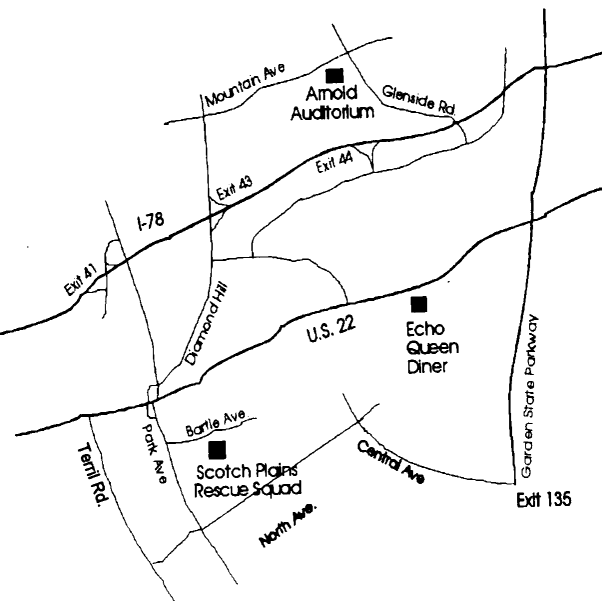 Mountain Ave
Arnold
Auditorium
Glenside Rd.
Exit 44
Exit 43
I-78
Exit 41
Diamond Hill
U.S. 22
Echo
Queen
Diner
Garden State Parkway
Bartle Ave
Park Ave
Terril Rd.
Scotch Plains
Rescue Squad
Central Ave
North Ave.
Exit 135